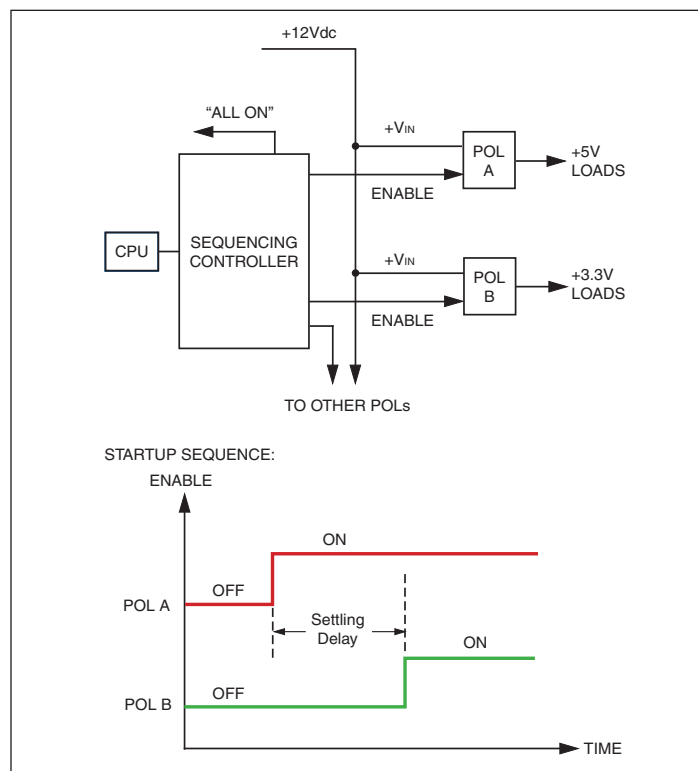 +12Vdc
“ALL ON”
+VIN
POL
A
+5V
LOADS
ENABLE
CPU
SEQUENCING
CONTROLLER
+VIN
POL
B
+3.3V
LOADS
ENABLE
TO OTHER POLs
STARTUP SEQUENCE:
ENABLE
ON
OFF
POL A
Settling
Delay
ON
OFF
POL B
TIME